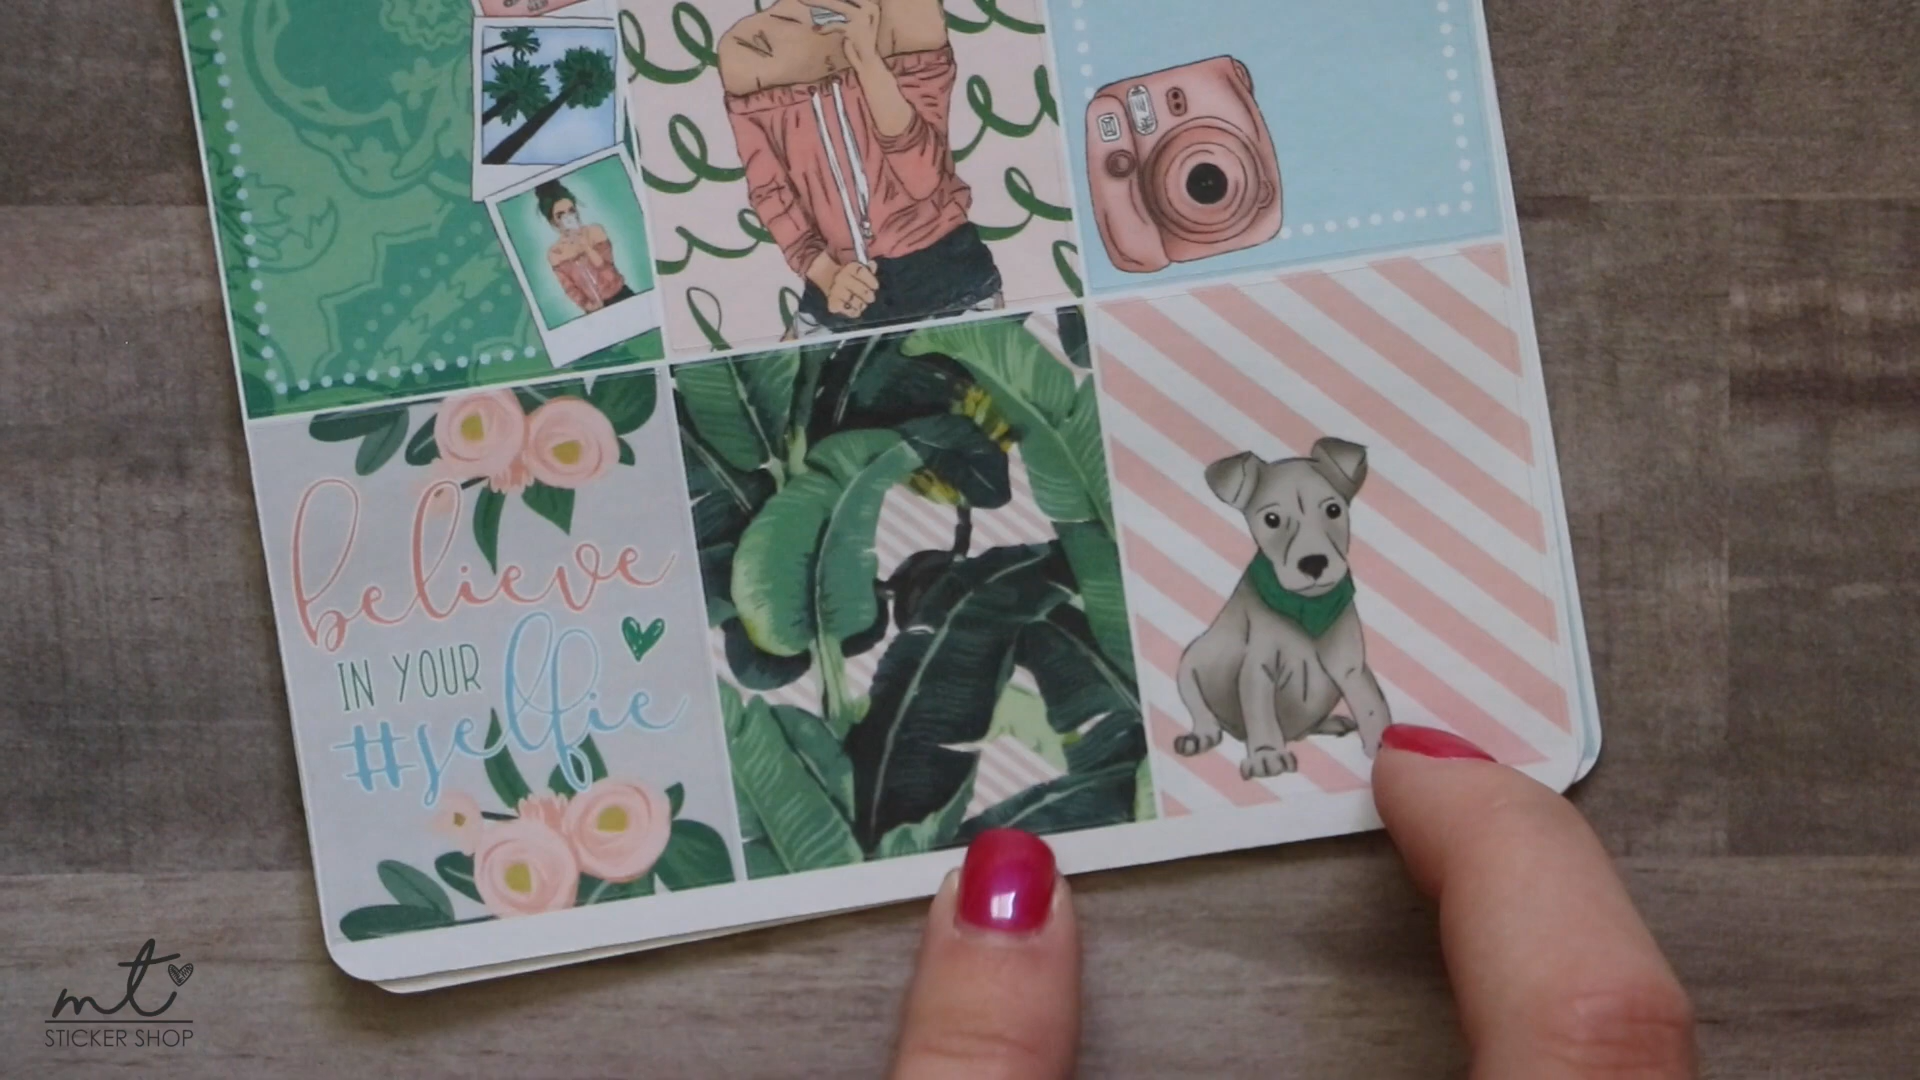 believe
IN YOUR
#selfie
mt
STICKER SHOP